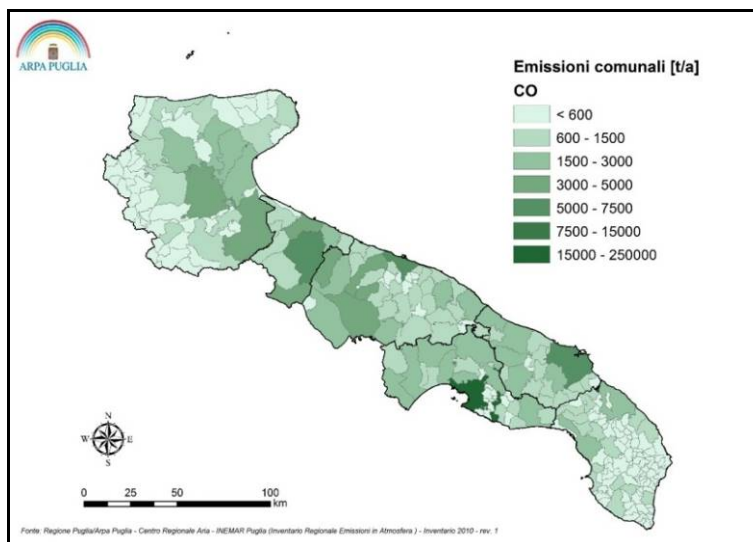 ARPA PUGLIA
Emissioni comunali [t/a]
CO
< 600
600 - 1500
1500 - 3000
3000 - 5000
5000 - 7500
7500 - 15000
15000 - 250000
N
W E
S
0 25 50 100
km
Fonte: Regione Puglia/Arpa Puglia - Centro Regionale Aria - INEMAR Puglia (Inventario Regionale Emissioni in Atmosfera ) - Inventario 2010 - rev. 1